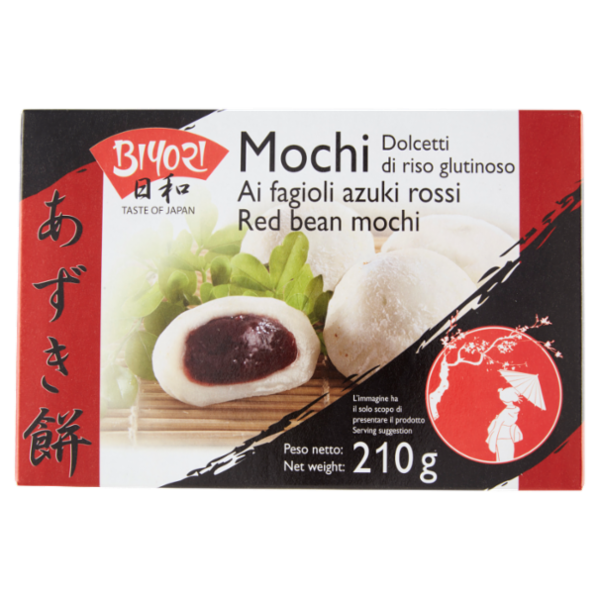 BIYORI
日和
TASTE OF JAPAN
あずき餅
Mochi Dolcetti
di riso glutinoso
Ai fagioli azuki rossi
Red bean mochi
L'immagine ha
il solo scopo di
presentare il prodotto
Serving suggestion
Peso netto:
Net weight: 210 g